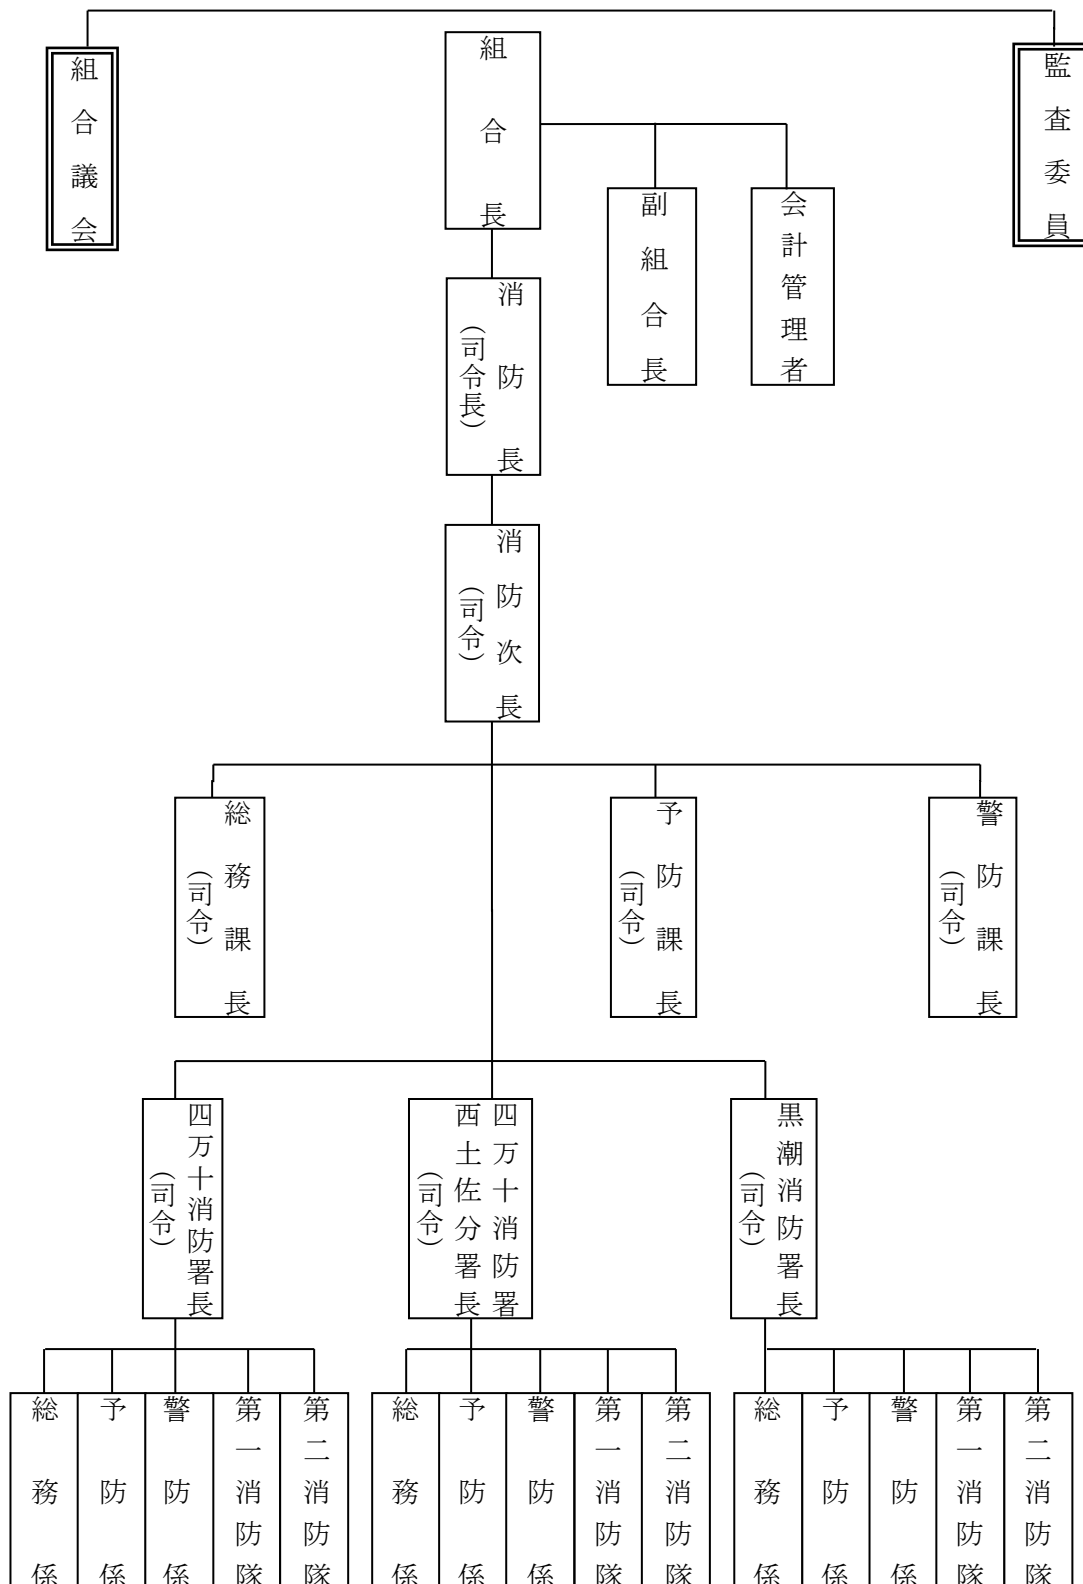 組合議会
組合長
監査委員
副組合長
会計管理者
消防長
(司令長)
消防次長
(司令)
総務課長
(司令)
予防課長
(司令)
警防課長
(司令)
四万十消防署長
(司令)
四万十消防署
西土佐分署長
(司令)
黒潮消防署長
(司令)
総務係
予防係
警防係
第一消防隊
第二消防隊
総務係
予防係
警防係
第一消防隊
第二消防隊
総務係
予防係
警防係
第一消防隊
第二消防隊